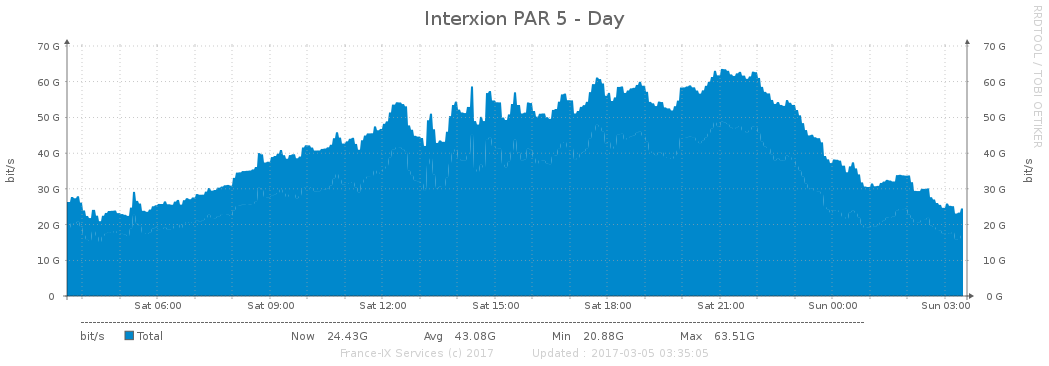 Interxion PAR 5 - Day
RRDTOOL / TOBI OETIKER
bit/s
70 G 70 G
60 G 60 G
50 G 50 G
40 G 40 G
30 G 30 G
20 G 20 G
10 G 10 G
0 0 G
bit/s
Sat 06:00 Sat 09:00 Sat 12:00 Sat 15:00 Sat 18:00 Sat 21:00 Sun 00:00 Sun 03:00
bit/s Total Now 24.43G Avg 43.08G Min 20.88G Max 63.51G
France-IX Services (c) 2017 Updated : 2017-03-05 03:35:05